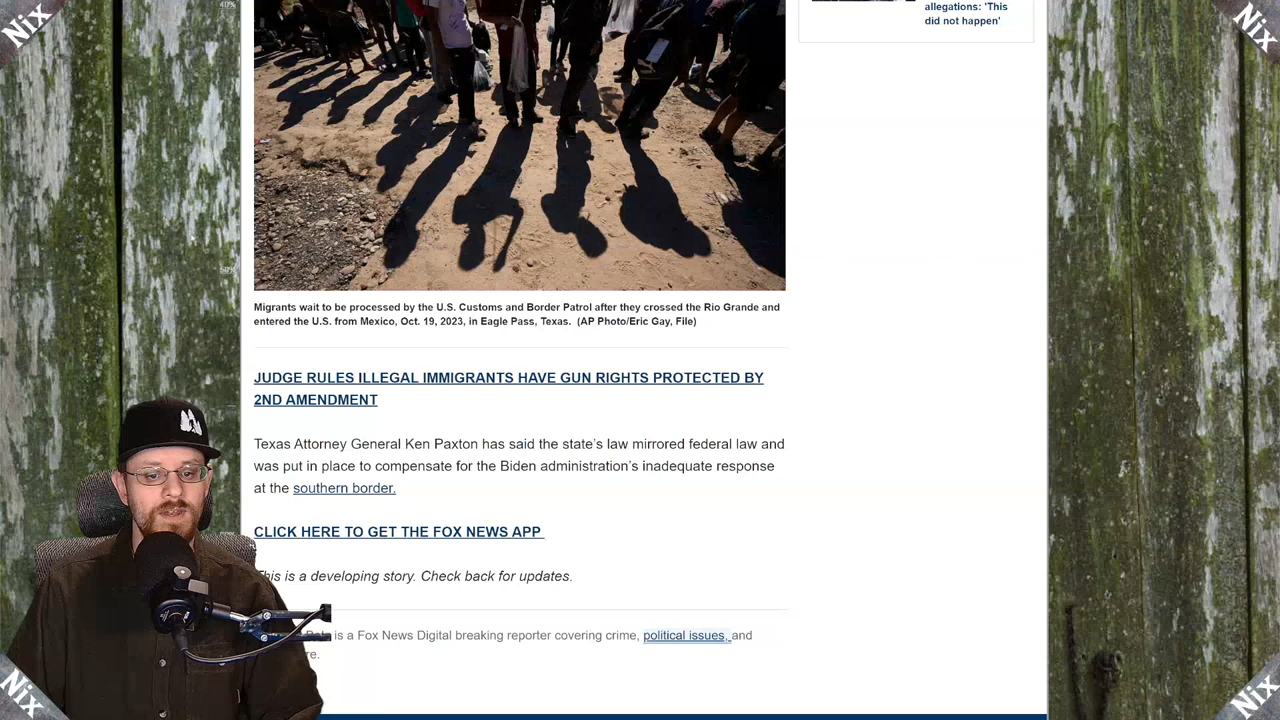 Nix
Nix
40%
allegations: 'This
did not happen'
Migrants wait to be processed by the U.S. Customs and Border Patrol after they crossed the Rio Grande and
entered the U.S. from Mexico, Oct. 19, 2023, in Eagle Pass, Texas.  (AP Photo/Eric Gay, File)
JUDGE RULES ILLEGAL IMMIGRANTS HAVE GUN RIGHTS PROTECTED BY
2ND AMENDMENT
Texas Attorney General Ken Paxton has said the state's law mirrored federal law and
was put in place to compensate for the Biden administration's inadequate response
at the southern border.
CLICK HERE TO GET THE FOX NEWS APP
This is a developing story. Check back for updates.
is a Fox News Digital breaking reporter covering crime, political issues, and
re.
Nix
Nix